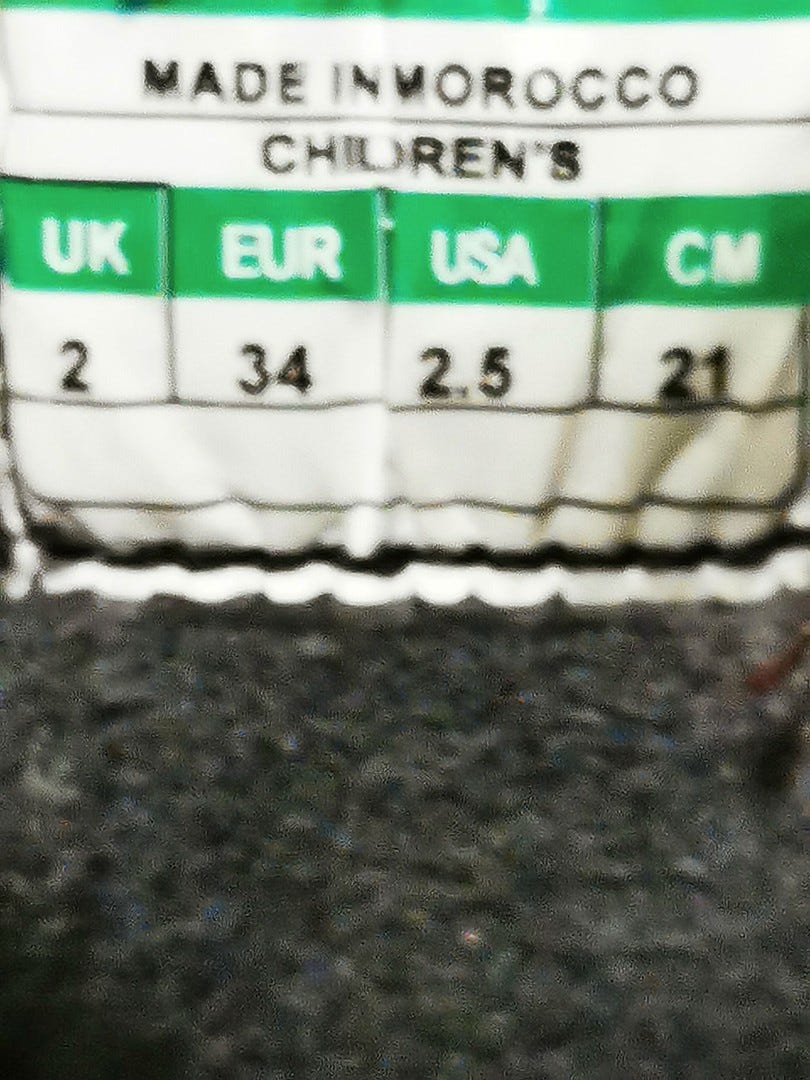 MADE INMOROCCO
CHILDREN'S
UK EUR USA CM
2 34 2.5 21